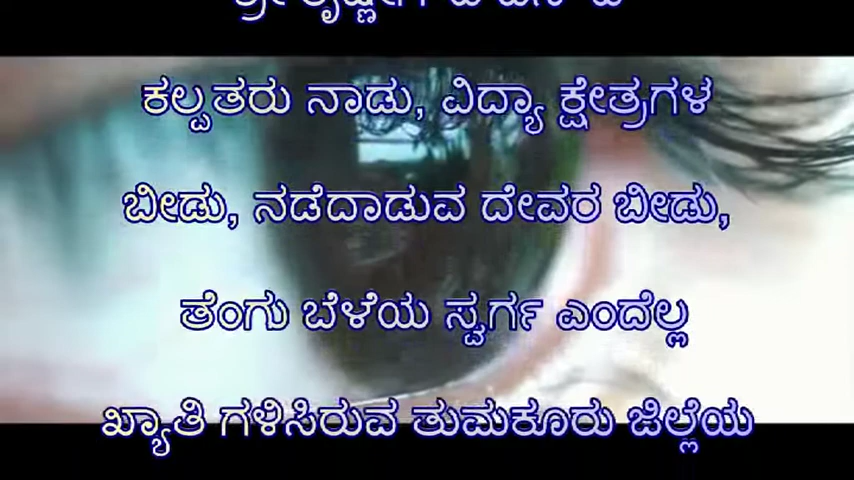 ಕಲ್ಪತರು ನಾಡು, ವಿದ್ಯಾ ಕ್ಷೇತ್ರಗಳ
ಬೀಡು, ನಡೆದಾಡುವ ದೇವರ ಬೀಡು,
ತೆಂಗು ಬೆಳೆಯ ಸ್ವರ್ಗ ಎಂದೆಲ್ಲ
ಖ್ಯಾತಿ ಗಳಿಸಿರುವ ತುಮಕೂರು ಜಿಲ್ಲೆಯ